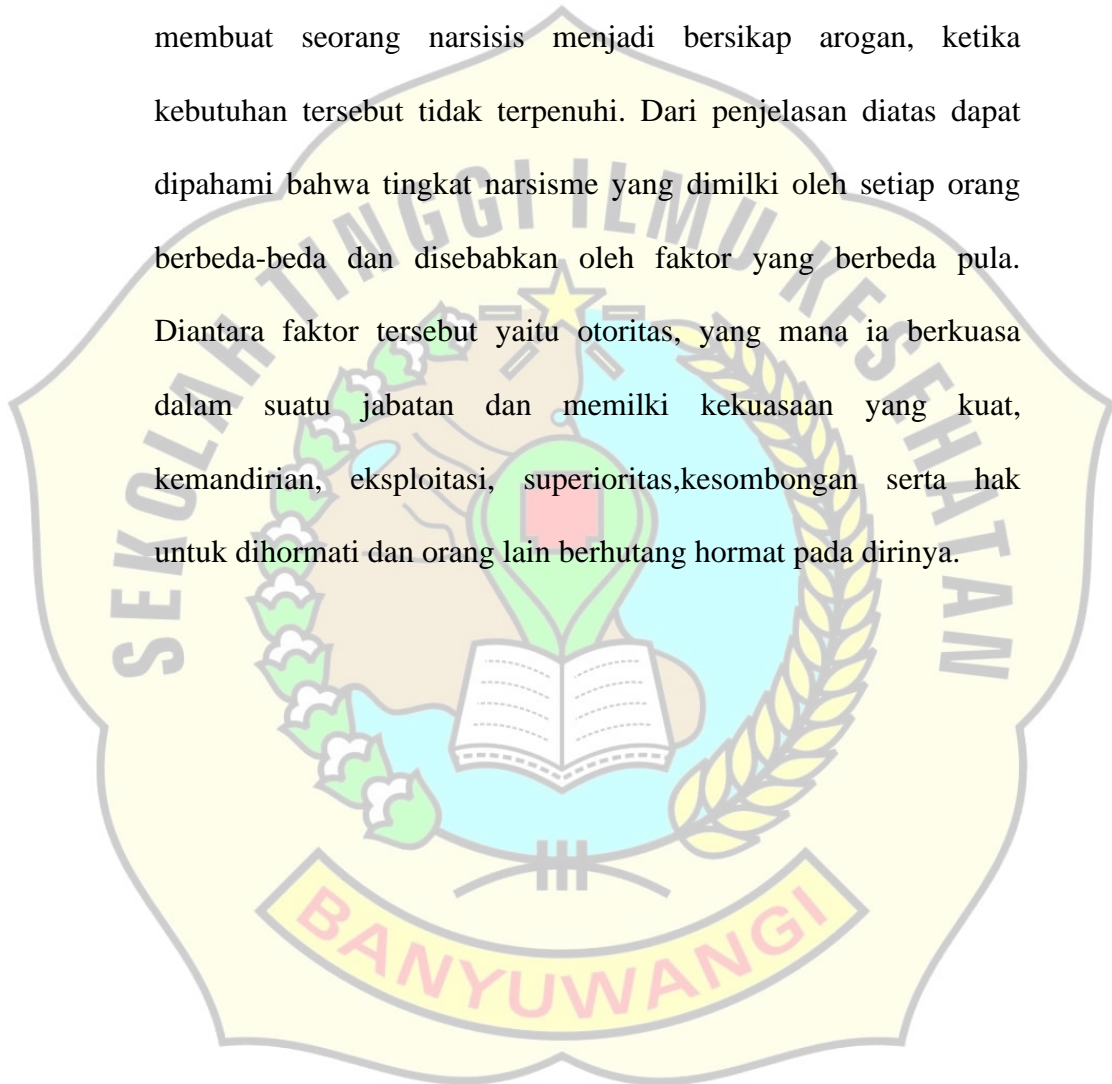 membuat seorang narsisis menjadi bersikap arogan, ketika
kebutuhan tersebut tidak terpenuhi. Dari penjelasan diatas dapat
dipahami bahwa tingkat narsisme yang dimilki oleh setiap orang
berbeda-beda dan disebabkan oleh faktor yang berbeda pula.
Diantara faktor tersebut yaitu otoritas, yang mana ia berkuasa
dalam suatu jabatan dan memilki kekuasaan yang kuat,
kemandirian, eksploitasi, superioritas,kesombongan serta hak
untuk dihormati dan orang lain berhutang hormat pada dirinya.
SEKOLAH TINGGI ILMU KESEHATAN
BANYUWANGI